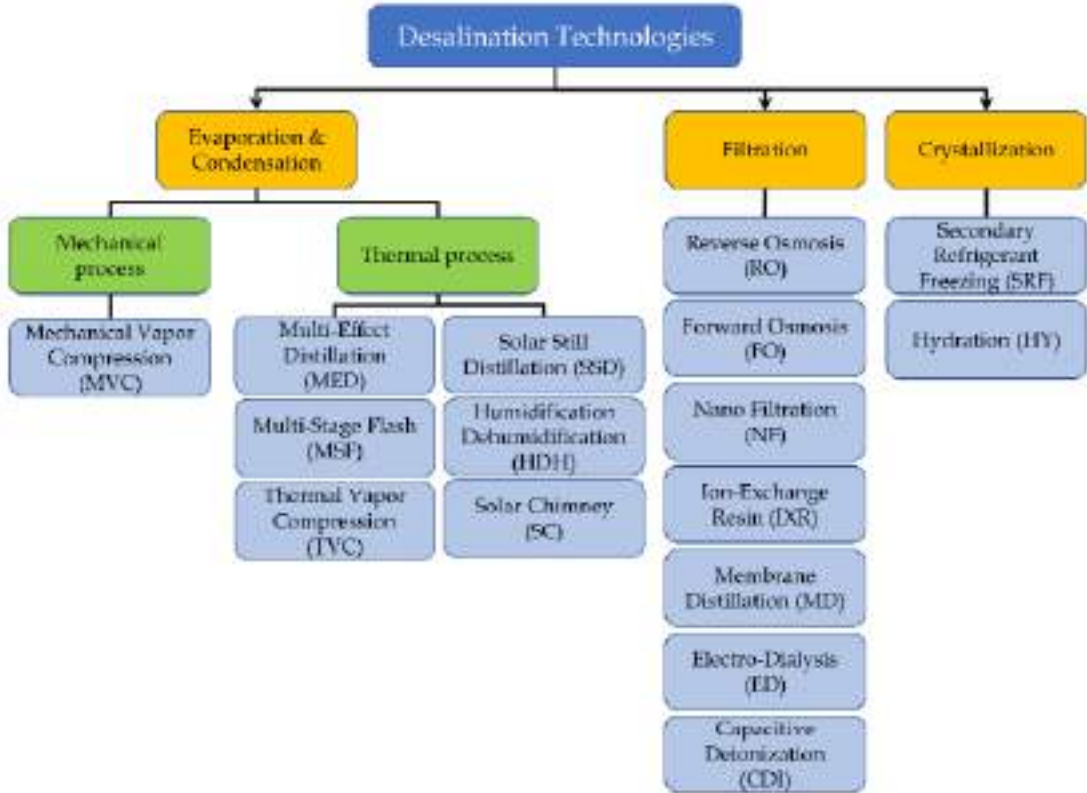 Desalination Technologies
Evaporation &
Condensation
Filtration
Crystallization
Mechanical
process
Thermal process
Mechanical Vapor
Compression
(MVC)
Multi-Effect
Distillation
(MED)
Multi-Stage Flash
(MSF)
Thermal Vapor
Compression
(TVC)
Solar Still
Distillation (SSD)
Humidification
Dehumidification
(HDH)
Solar Chimney
(SC)
Reverse Osmosis
(RO)
Forward Osmosis
(FO)
Nano Filtration
(NF)
Ion-Exchange
Resin (IXR)
Membrane
Distillation (MD)
Electro-Dialysis
(ED)
Capacitive
Deionization
(CDI)
Secondary
Refrigerant
Freezing (SRF)
Hydration (HY)